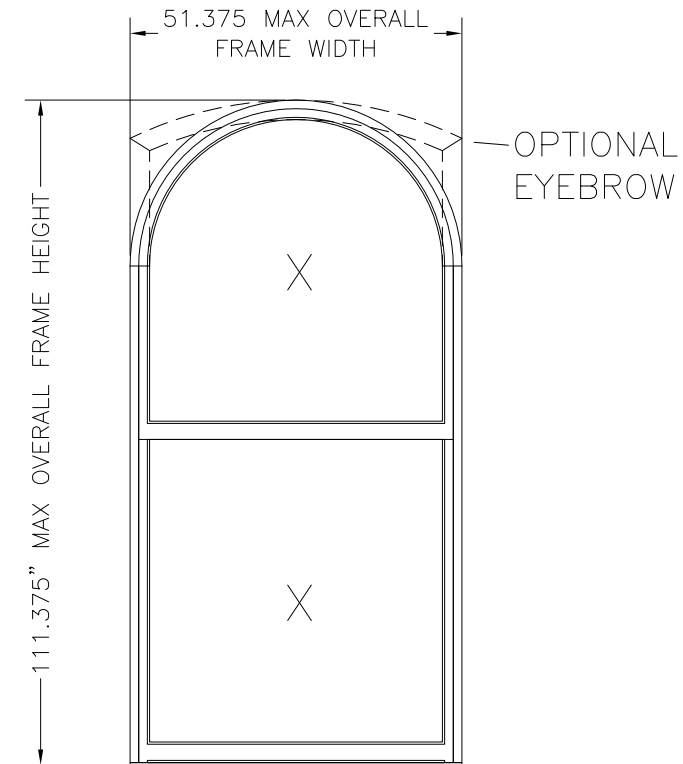 51.375 MAX OVERALL
FRAME WIDTH
OPTIONAL
EYEBROW
111.375” MAX OVERALL FRAME HEIGHT
X
X